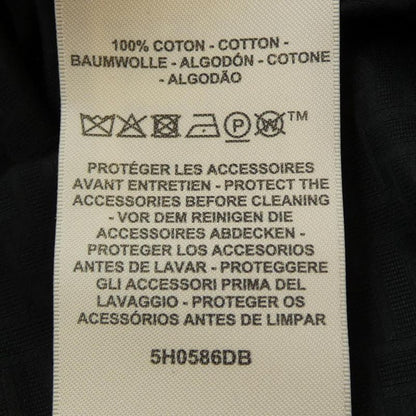 100% COTON - COTTON -
BAUMWOLLE - ALGODÓN - COTONE
- ALGODÃO
P W TM
PROTÉGER LES ACCESSOIRES
AVANT ENTRETIEN - PROTECT THE
ACCESSORIES BEFORE CLEANING
- VOR DEM REINIGEN DIE
ACCESSOIRES ABDECKEN -
PROTEGER LOS ACCESORIOS
ANTES DE LAVAR - PROTEGGERE
GLI ACCESSORI PRIMA DEL
LAVAGGIO - PROTEGER OS
ACESSÓRIOS ANTES DE LIMPAR
5H0586DB